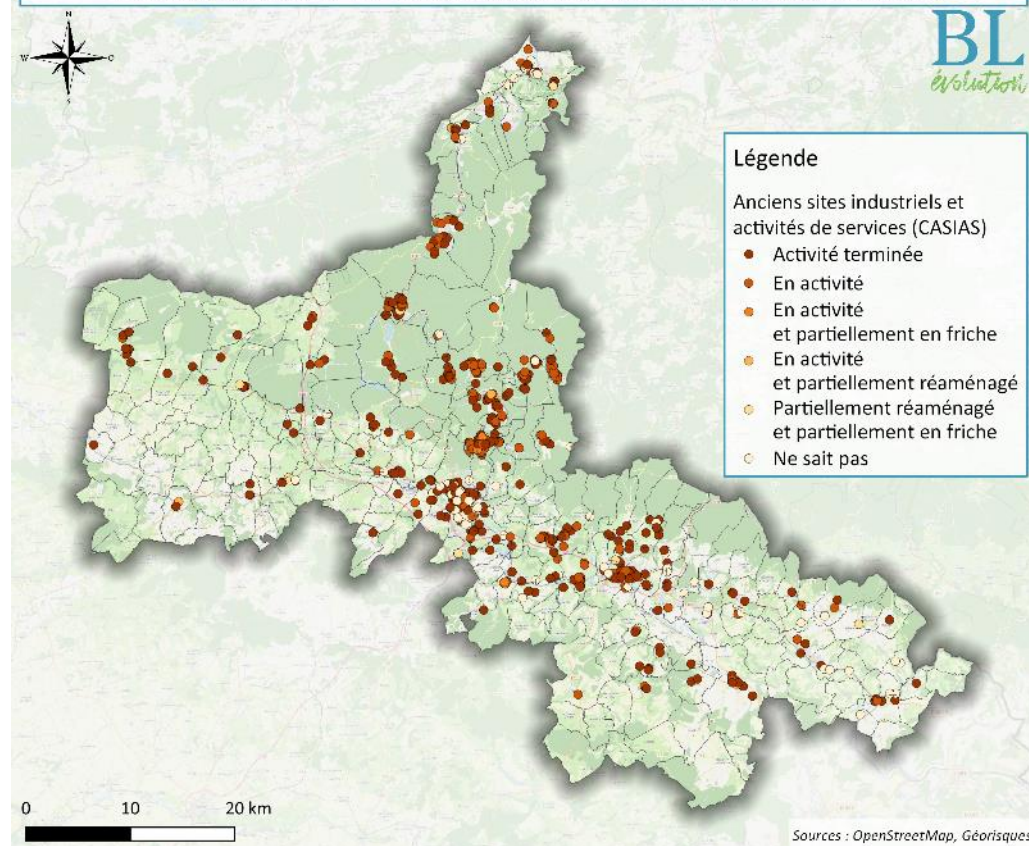 N
W
O
S
BL
évolution
Légende
Anciens sites industriels et
activités de services (CASIAS)
Activité terminée
En activité
En activité
et partiellement en friche
En activité
et partiellement réaménagé
Partiellement réaménagé
et partiellement en friche
Ne sait pas
0 10 20 km
Sources : OpenStreetMap, Géorisques